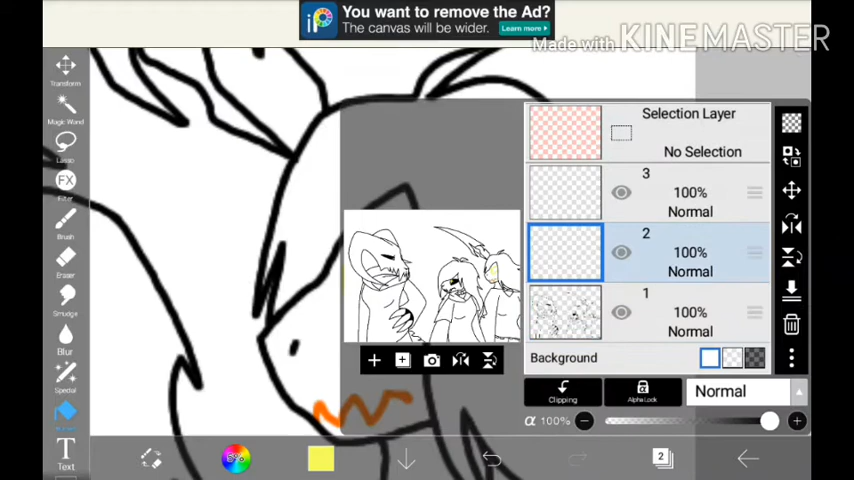 You want to remove the Ad?
The canvas will be wider.
Learn more ▶
Made with KINEMASTER
Transform
Magic Wand
Lasso
FX
Filter
Brush
Eraser
Smudge
Blur
Special
T
Text
Selection Layer
No Selection
3
100%
Normal
2
100%
Normal
1
100%
Normal
Background
Clipping
Alpha Lock
Normal
α 100%
2